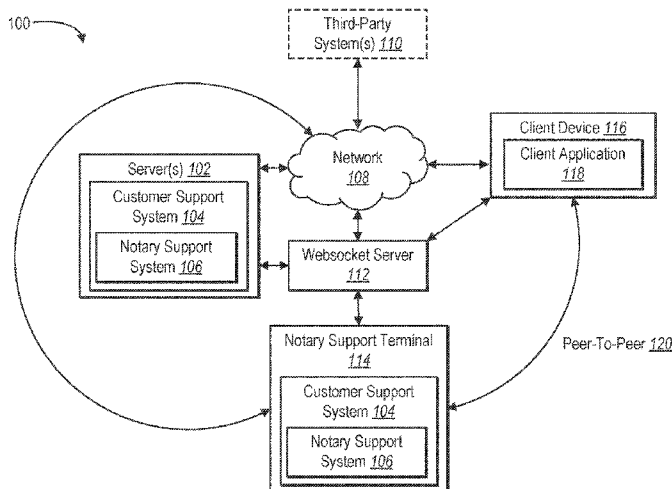 100
Third-Party
System(s) 110
Network
108
Client Device 116
Client Application
118
Server(s) 102
Customer Support
System 104
Notary Support
System 106
Websocket Server
112
Notary Support Terminal
114
Customer Support
System 104
Notary Support
System 106
Peer-To-Peer 120